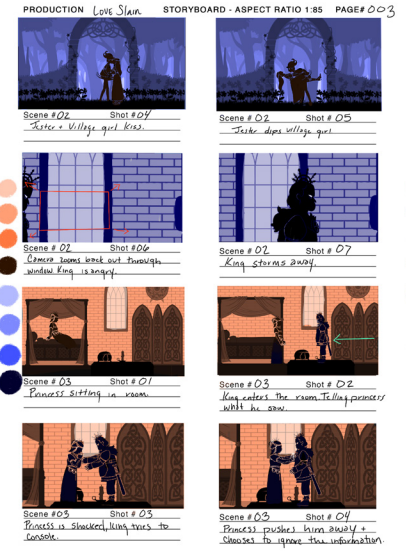 PRODUCTION Love Slain STORYBOARD - ASPECT RATIO 1:85 PAGE# 003
Scene # 02 Shot # 04
Jester + Village girl Kiss.
Scene # 02 Shot # 05
Jester dips village girl
Scene # 02 Shot # 06
Camera zooms back out through
window King is angry.
Scene # 02 Shot # 07
King storms away.
Scene # 03 Shot # 01
Princess sitting in room.
Scene # 03 Shot # 02
King enters the room. Telling princess
what he saw.
Scene # 03 Shot # 03
Princess is shocked, King tries to
console.
Scene # 03 Shot # 04
Princess pushes him away +
chooses to ignore the information.